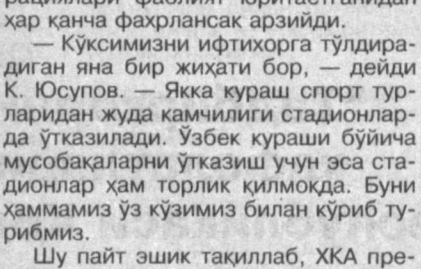 ҳар қанча фахрлансак арзийди.
— Кўксимизни ифтихорга тўлдира-
диган яна бир жиҳати бор, — дейди
К. Юсупов. — Якка кураш спорт тур-
ларидан жуда камчилиги стадионлар-
да ўтказилади. Ўзбек кураши бўйича
мусобақаларни ўтказиш учун эса ста-
дионлар ҳам торлик қилмоқда. Буни
ҳаммамиз ўз кўзимиз билан кўриб ту-
рибмиз.
Шу пайт эшик тақиллаб, ХКА пре-